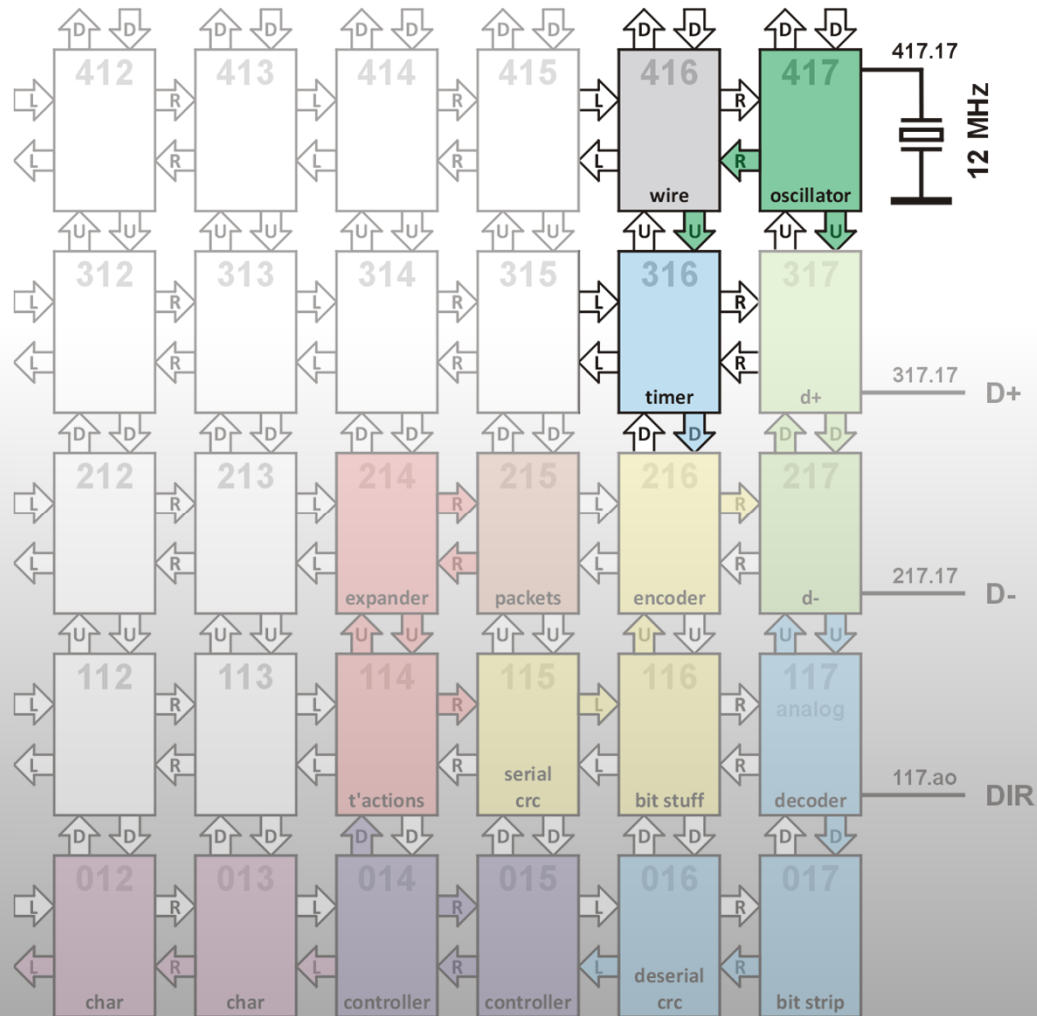 D D D D D D D D D D D D
412 413 414 415 416 417 417.17
L R L R L R
12 MHz
L R L R L R
wire oscillator
U U U U U U U U U U U U
312 313 314 315 316 317
L R L R L R
L R L R L R
317.17 D+
timer d+
D D D D D D D D D D D D
212 213 214 215 216 217
L R L R L R
L R L R L R
217.17 D-
expander packets encoder d-
U U U U U U U U U U U U
112 113 114 115 116 117
analog
L R L R L R
L R L R L R
serial
117.ao DIR
t'actions crc bit stuff decoder
D D D D D D D D D D D D
012 013 014 015 016 017
L R L R L R
L R L R L R
deserial
char char controller controller crc bit strip